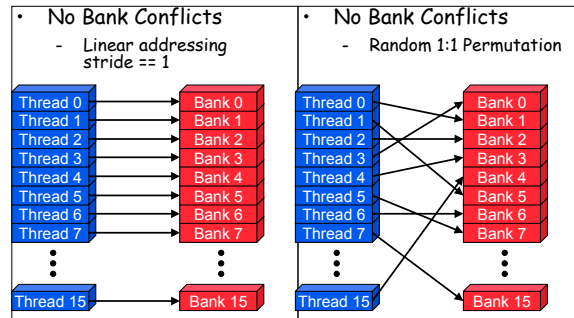 • No Bank Conflicts
- Linear addressing
stride == 1
Thread 0
Thread 1
Thread 2
Thread 3
Thread 4
Thread 5
Thread 6
Thread 7
Thread 15
Bank 0
Bank 1
Bank 2
Bank 3
Bank 4
Bank 5
Bank 6
Bank 7
Bank 15
• No Bank Conflicts
- Random 1:1 Permutation
Thread 0
Thread 1
Thread 2
Thread 3
Thread 4
Thread 5
Thread 6
Thread 7
Thread 15
Bank 0
Bank 1
Bank 2
Bank 3
Bank 4
Bank 5
Bank 6
Bank 7
Bank 15